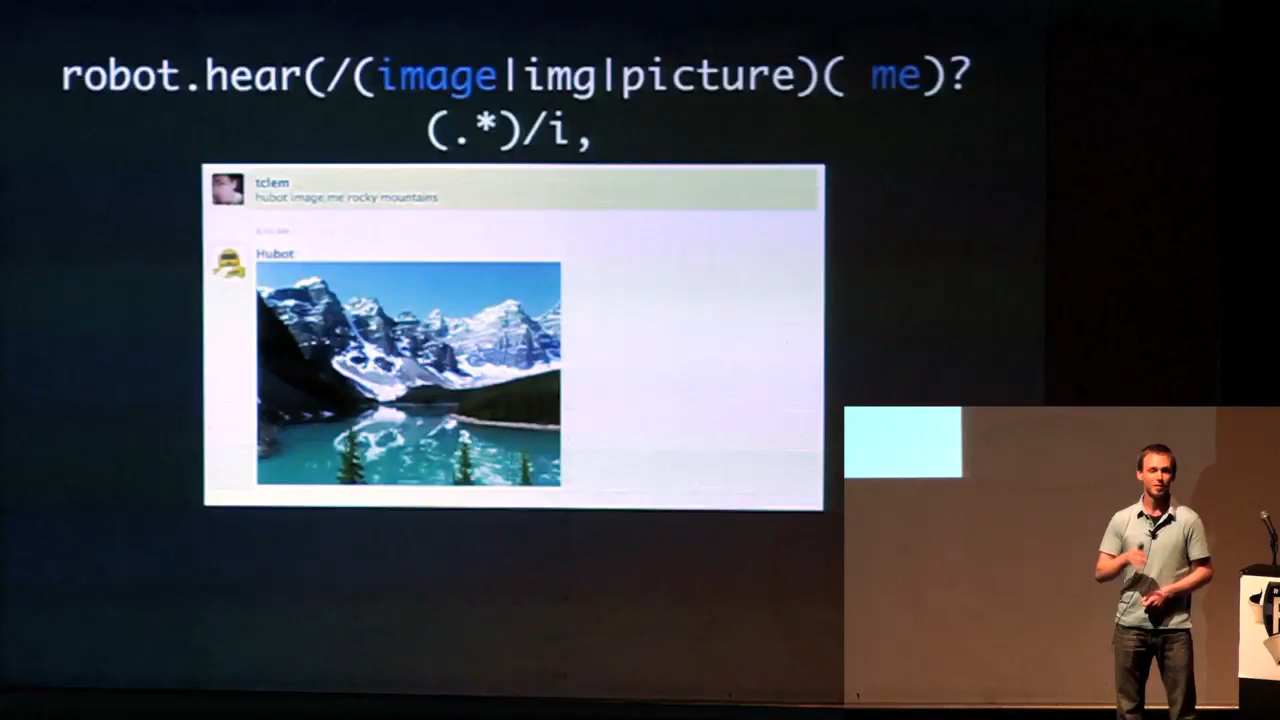 robot.hear(/(image|img|picture)( me)?
(.*)/i,
tclem
hubot image me rocky mountains
Hubot